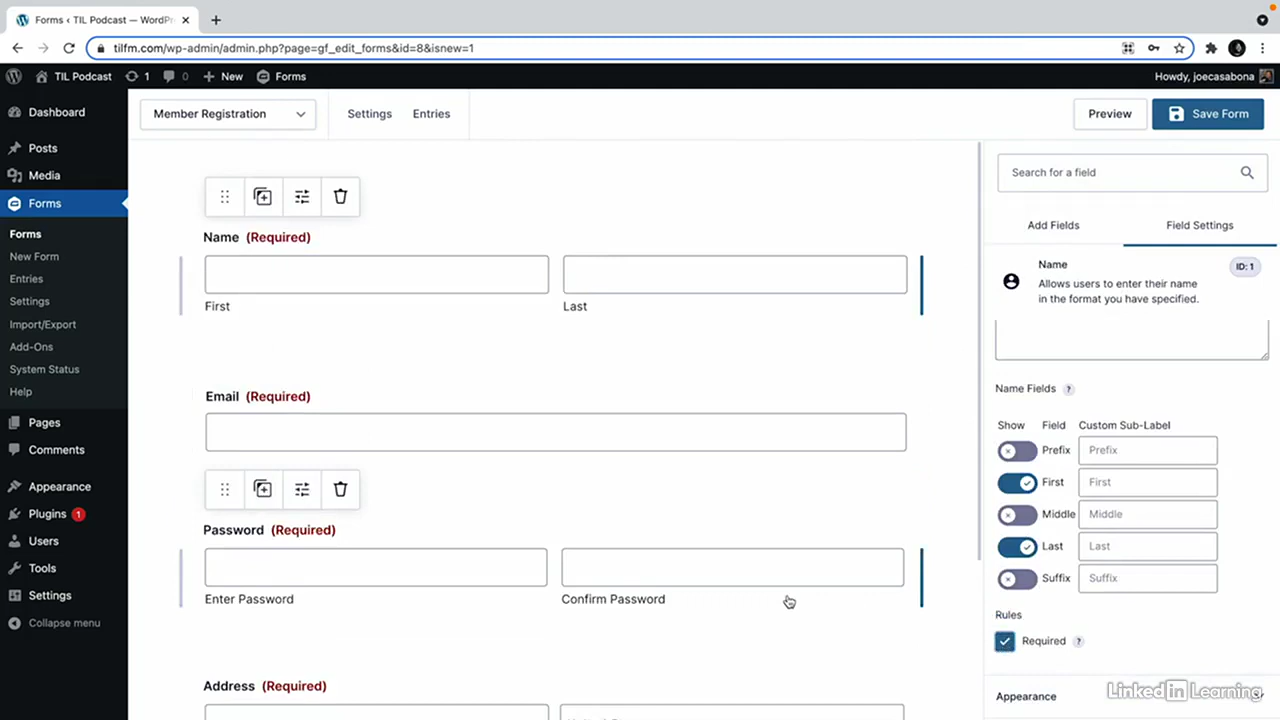 Forms ‹ TIL Podcast — WordPr
tilfm.com/wp-admin/admin.php?page=gf_edit_forms&id=8&isnew=1
TIL Podcast 1 0 New Forms Howdy, joecasabona
Dashboard
Posts
Media
Forms
Forms
New Form
Entries
Settings
Import/Export
Add-Ons
System Status
Help
Pages
Comments
Appearance
Plugins 1
Users
Tools
Settings
Collapse menu
Member Registration Settings Entries Preview Save Form
Name (Required)
First Last
Email (Required)
Password (Required)
Enter Password Confirm Password
Address (Required)
Search for a field
Add Fields Field Settings
Name ID: 1
Allows users to enter their name
in the format you have specified.
Name Fields ?
Show Field Custom Sub-Label
Prefix Prefix
First First
Middle Middle
Last Last
Suffix Suffix
Rules
Required ?
Appearance
LinkedIn Learning